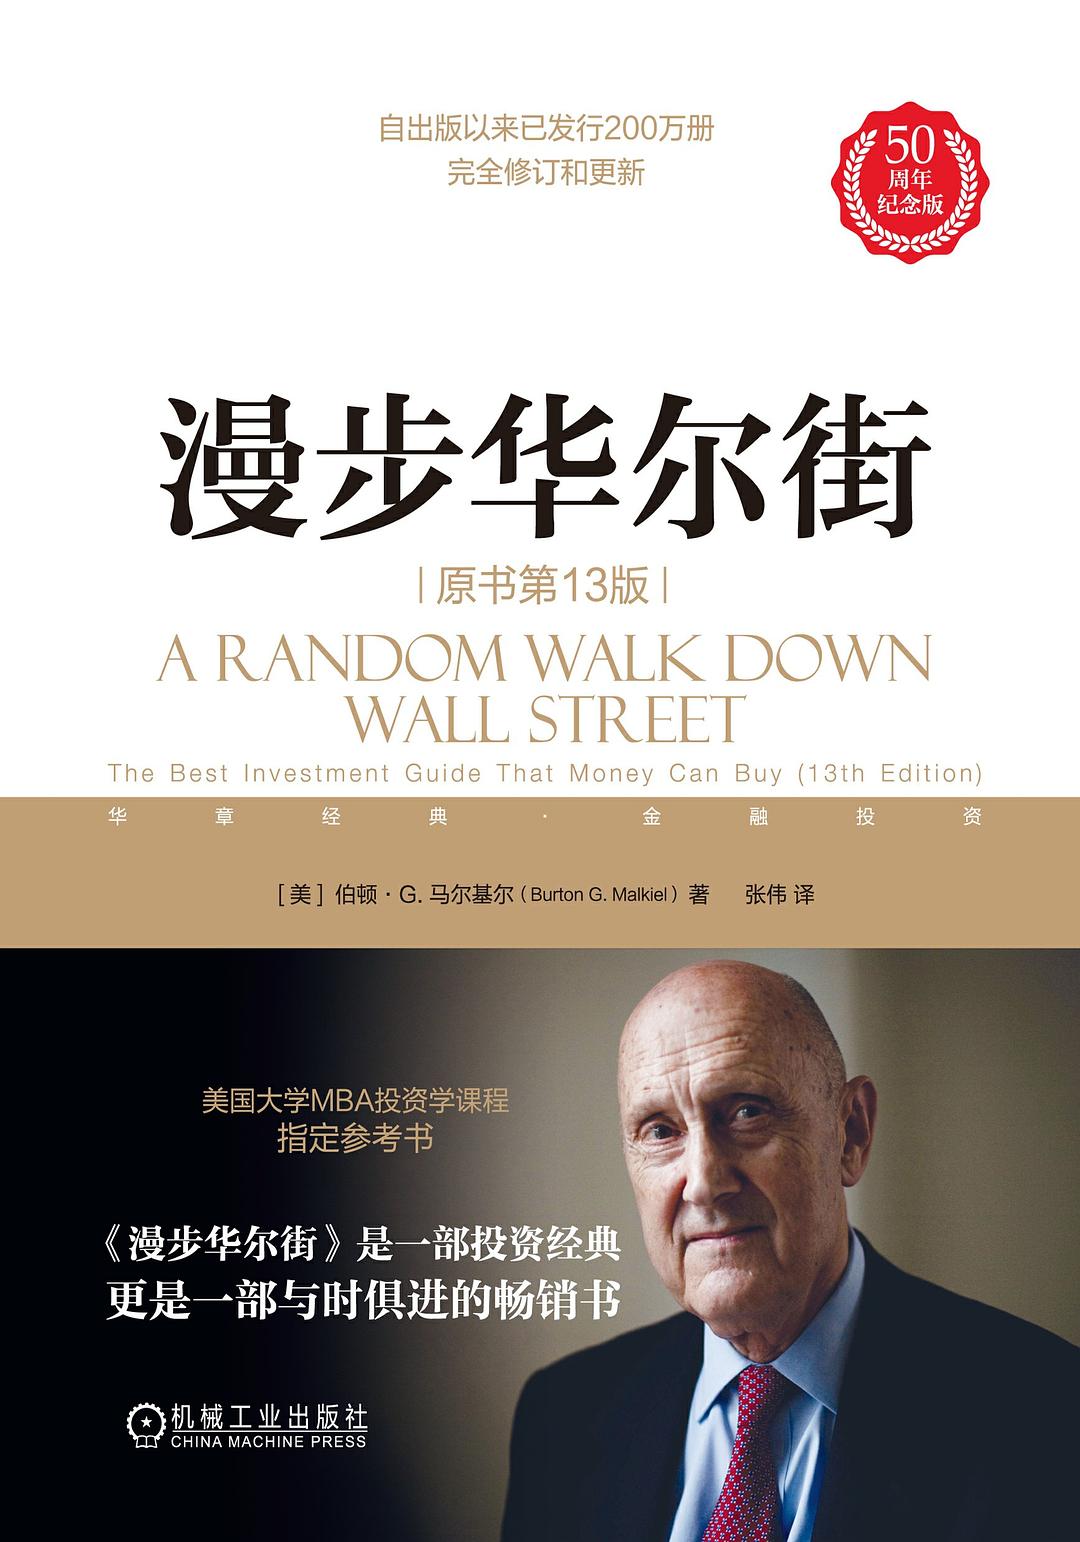 自出版以来已发行200万册
完全修订和更新
50
周年
纪念版
漫步华尔街
|原书第13版|
A RANDOM WALK DOWN
WALL STREET
The Best Investment Guide That Money Can Buy (13th Edition)
华章经典·金融投资
[美] 伯顿·G. 马尔基尔（Burton G. Malkiel）著 张伟 译
美国大学MBA投资学课程
指定参考书
《漫步华尔街》是一部投资经典
更是一部与时俱进的畅销书
机械工业出版社
CHINA MACHINE PRESS